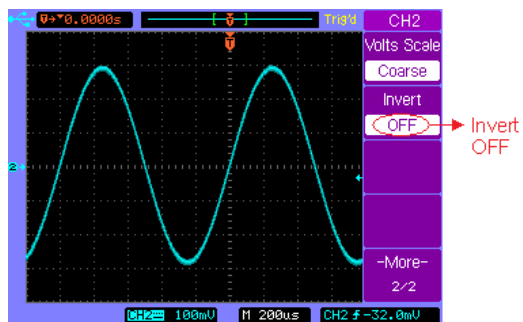 T→▼0.0000s
T
Trig'd
CH2
Volts Scale
Coarse
Invert
OFF
T
2
Invert
OFF
-More-
2/2
CH2 100mV
M 200us
CH2 -32.0mV